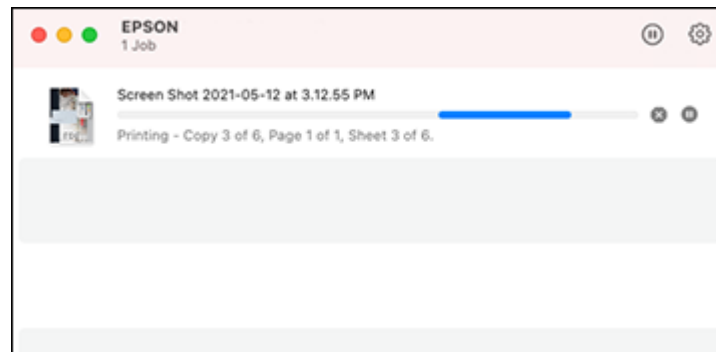 EPSON
1 Job
Screen Shot 2021-05-12 at 3.12.55 PM
Printing - Copy 3 of 6, Page 1 of 1, Sheet 3 of 6.